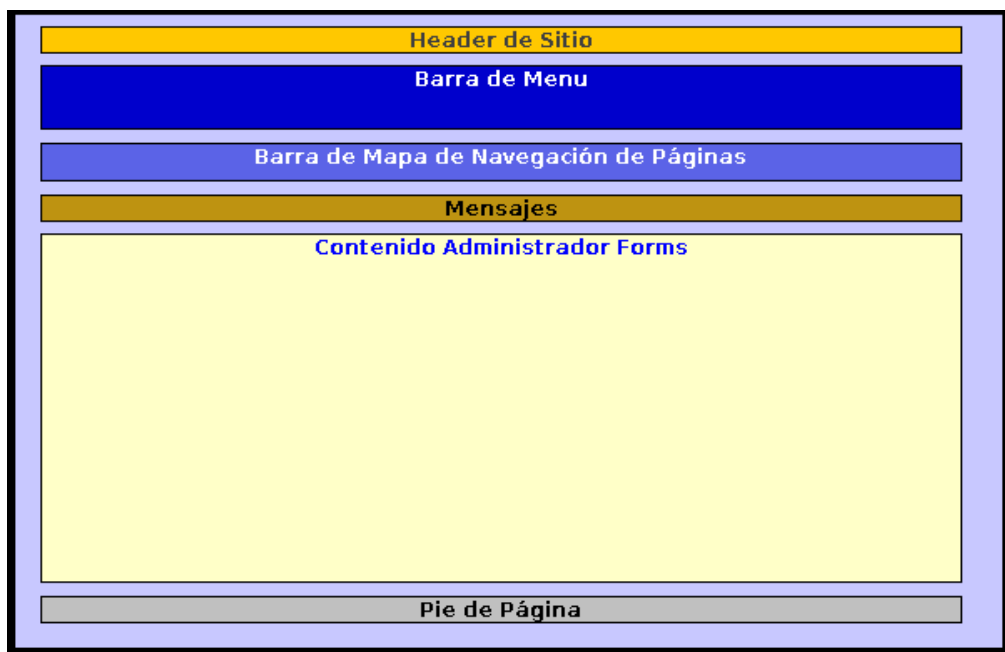 Header de Sitio
Barra de Menu
Barra de Mapa de Navegación de Páginas
Mensajes
Contenido Administrador Forms
Pie de Página